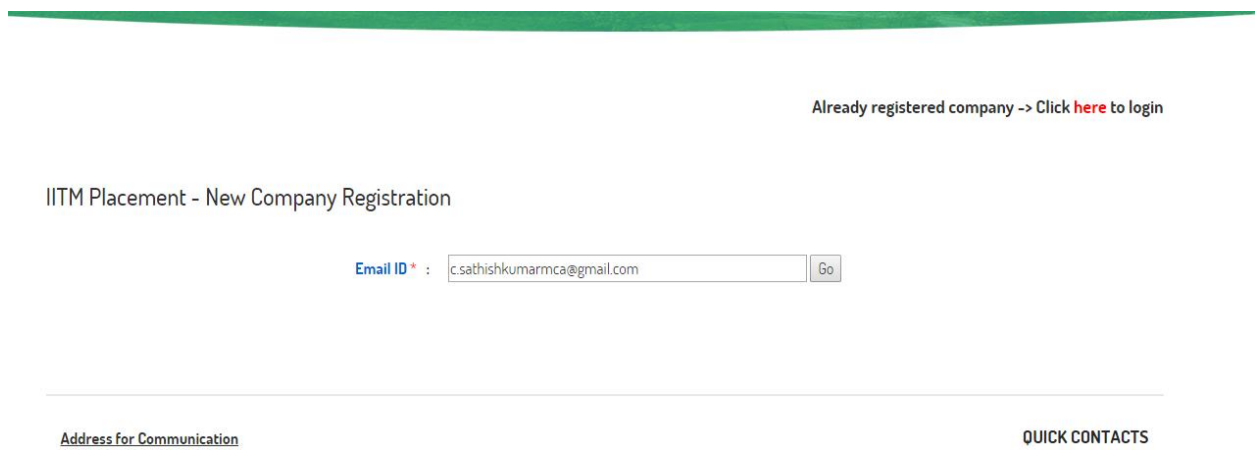 Already registered company -> Click here to login
IITM Placement - New Company Registration
Email ID * : c.sathishkumarmca@gmail.com Go
Address for Communication
QUICK CONTACTS